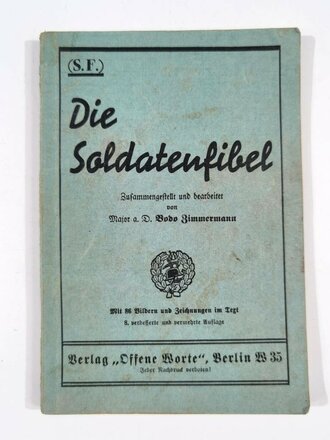 (S.F.)
Die
Soldatenfibel
Zusammengestellt und bearbeitet
von
Major a. D. Bodo Zimmermann
Mit 86 Bildern und Zeichnungen im Text
8. verbesserte und vermehrte Auflage
Verlag „Offene Worte“, Berlin W 35
Jeder Nachdruck verboten!